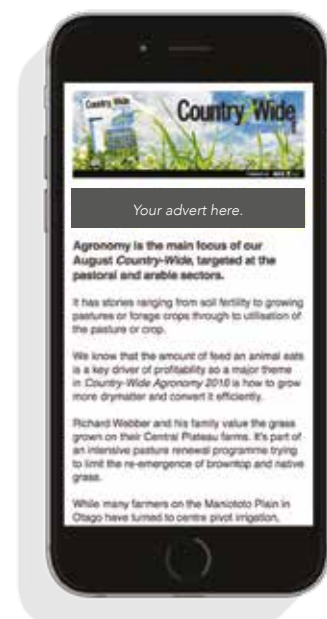 Country-Wide
Country Wide
Your advert here.
Agronomy is the main focus of our
August Country-Wide, targeted at the
pastoral and arable sectors.
It has stories ranging from soil fertility to growing
pastures or forage crops through to utilisation of
the pasture or crop.
We know that the amount of feed an animal eats
is a key driver of profitability so a major theme
in Country-Wide Agronomy 2016 is how to grow
more drymatter and convert it efficiently.
Richard Webber and his family value the grass
grown on their Central Plateau farms. It's part of
an intensive pasture renewal programme trying
to limit the re-emergence of browntop and native
grass.
While many farmers on the Maniototo Plain in
Otago have turned to centre pivot irrigation,